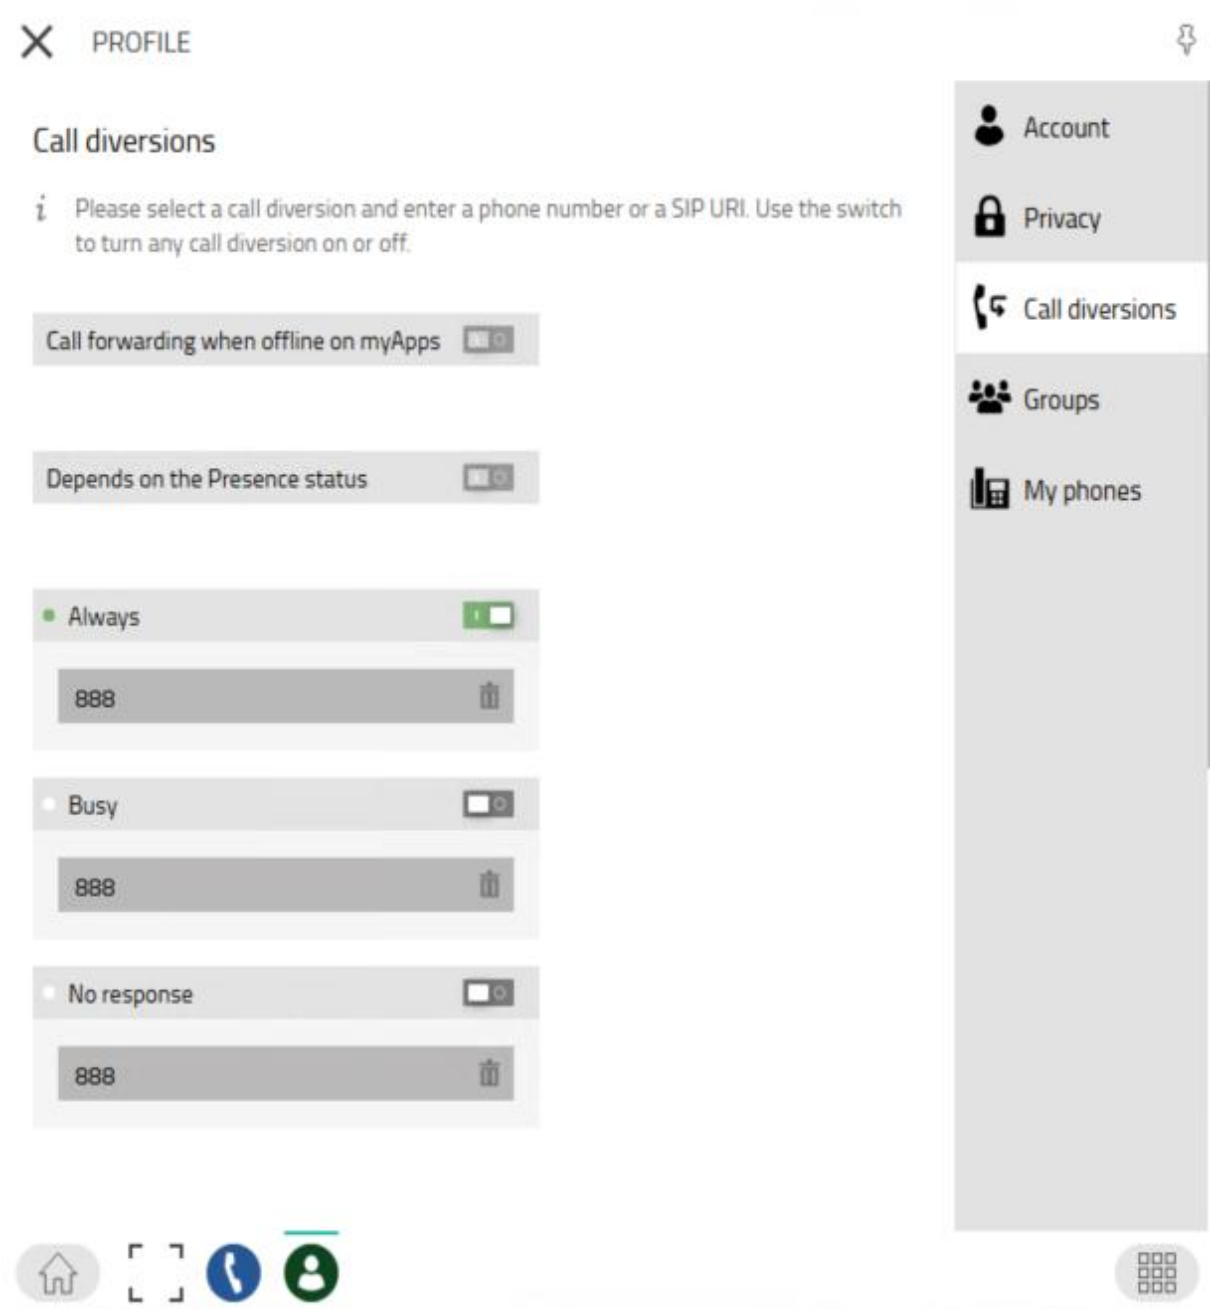 PROFILE
Call diversions
i Please select a call diversion and enter a phone number or a SIP URI. Use the switch
to turn any call diversion on or off.
Call forwarding when offline on myApps
Depends on the Presence status
Always
888
Busy
888
No response
888
Account
Privacy
Call diversions
Groups
My phones